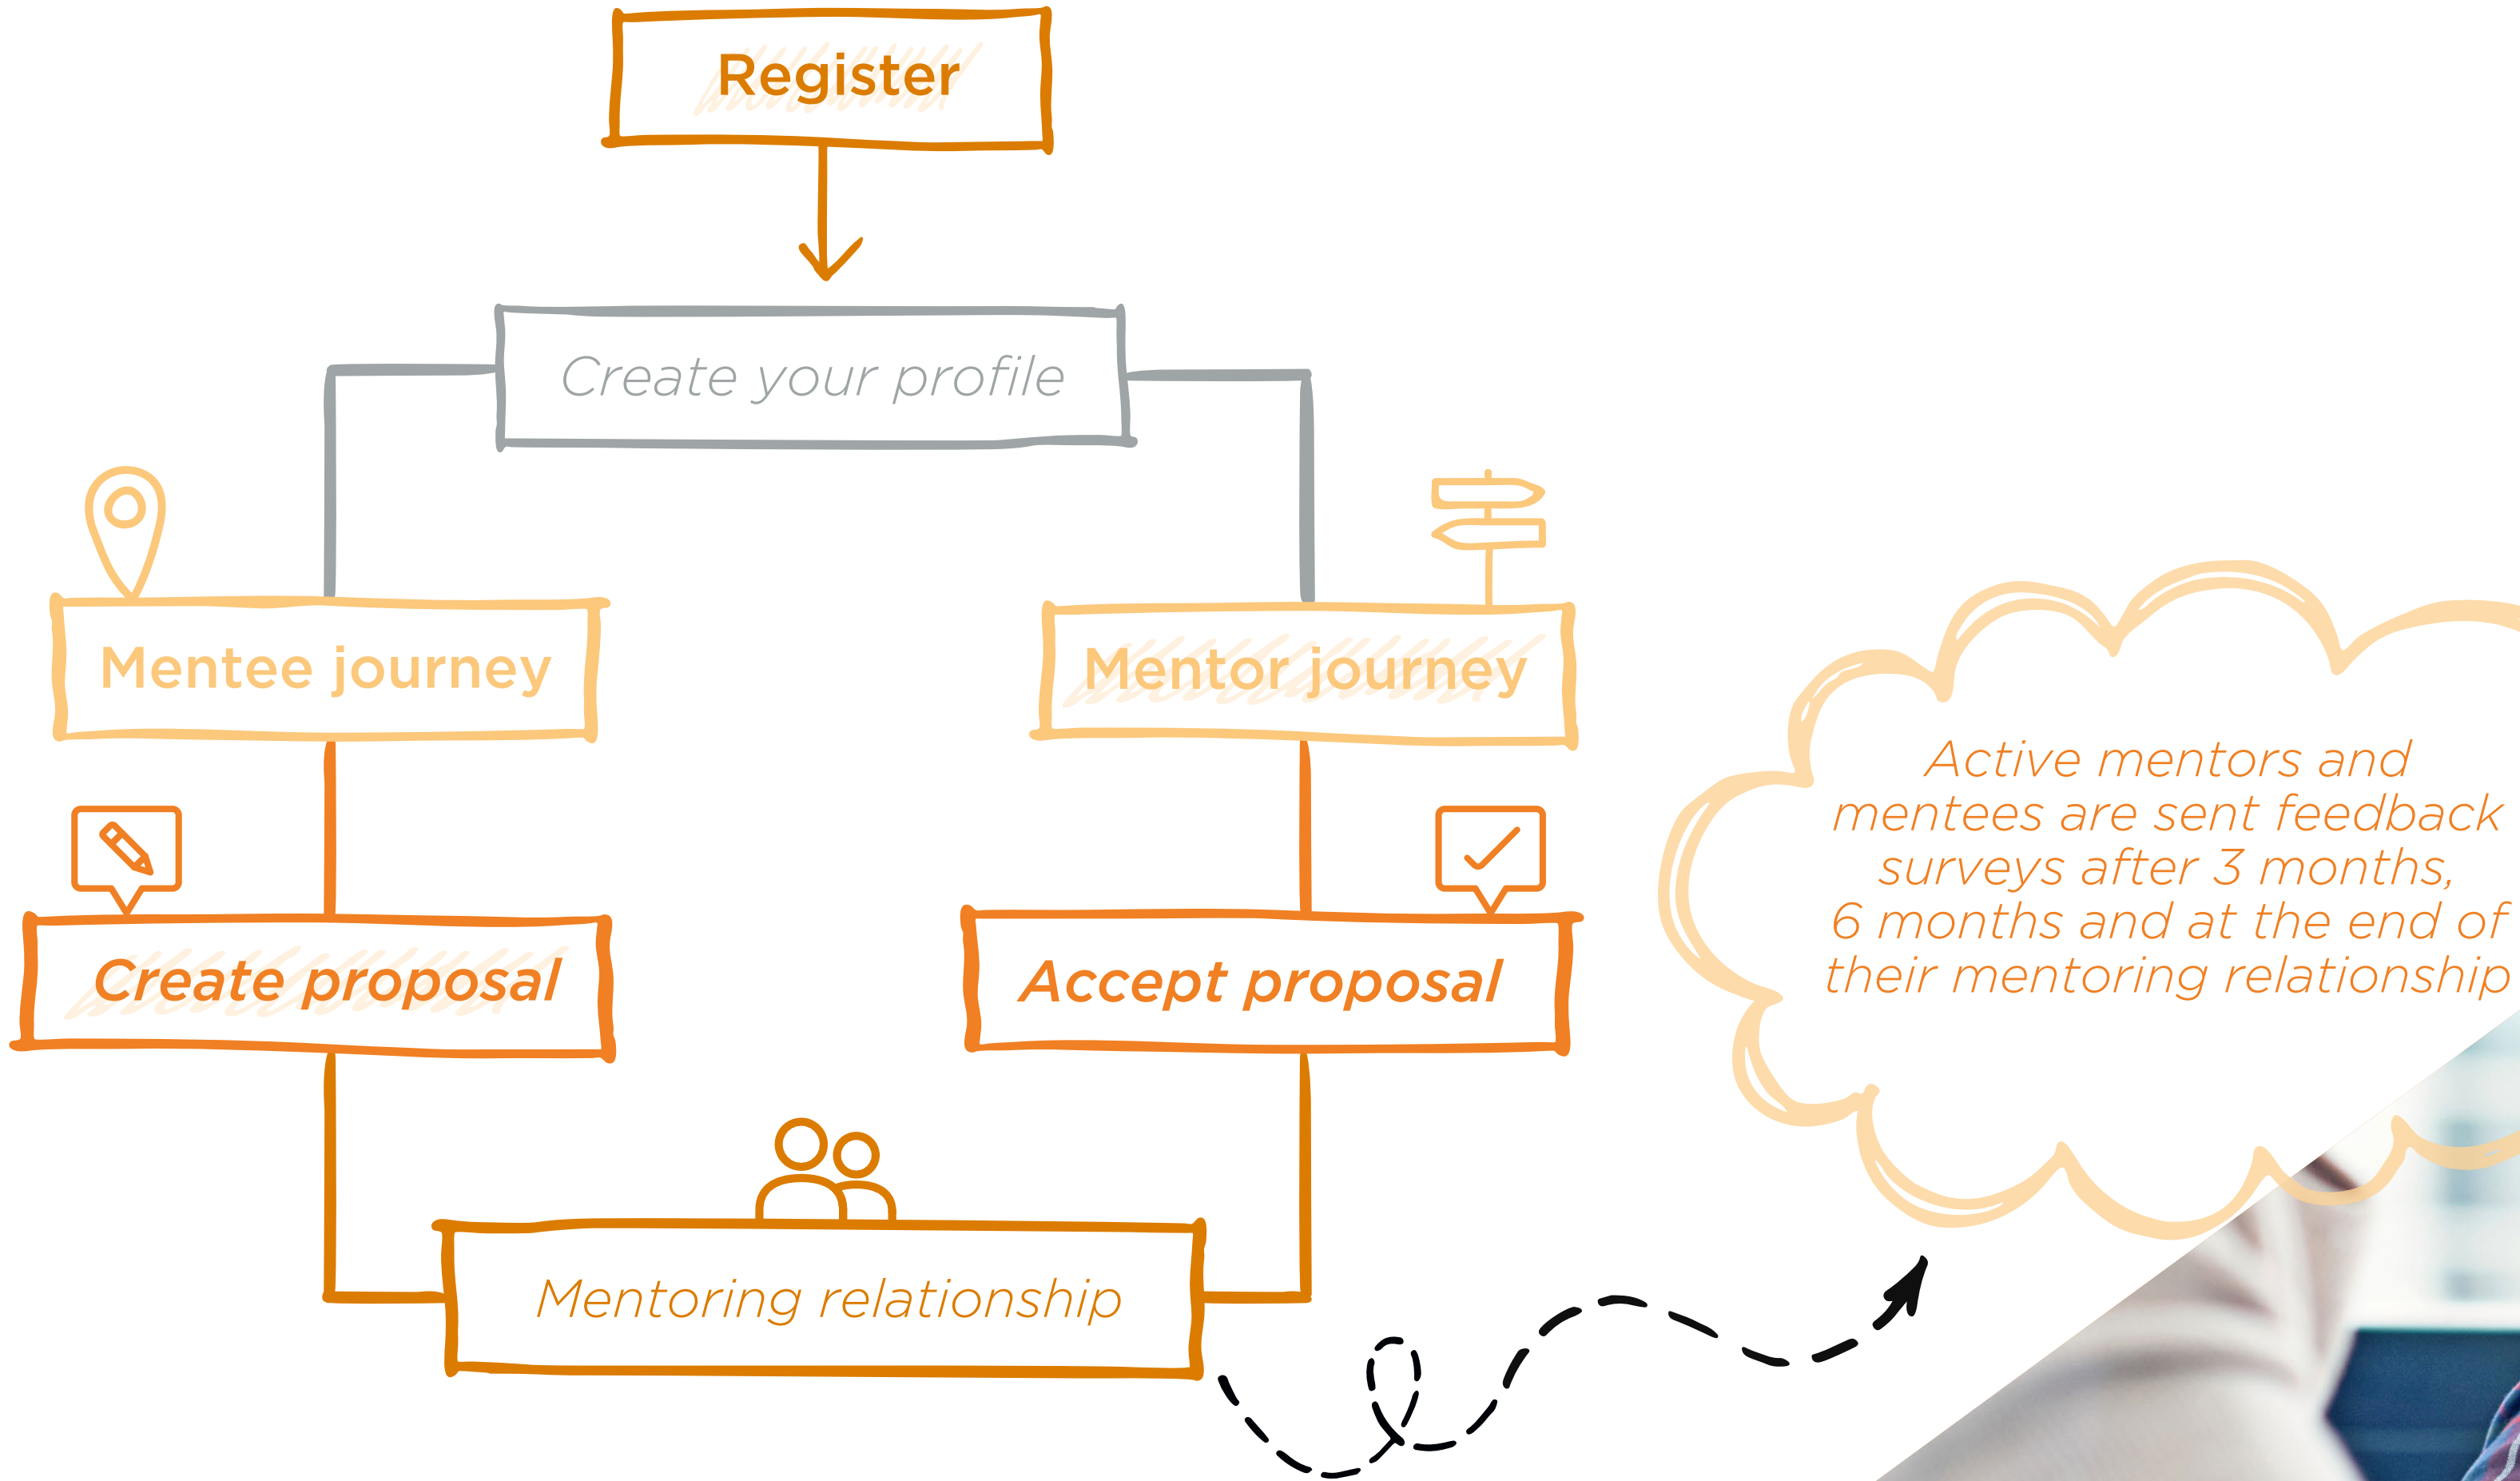 Register
Create your profile
Mentee journey
Mentor journey
Create proposal
Accept proposal
Mentoring relationship
Active mentors and
mentees are sent feedback
surveys after 3 months,
6 months and at the end of
their mentoring relationship